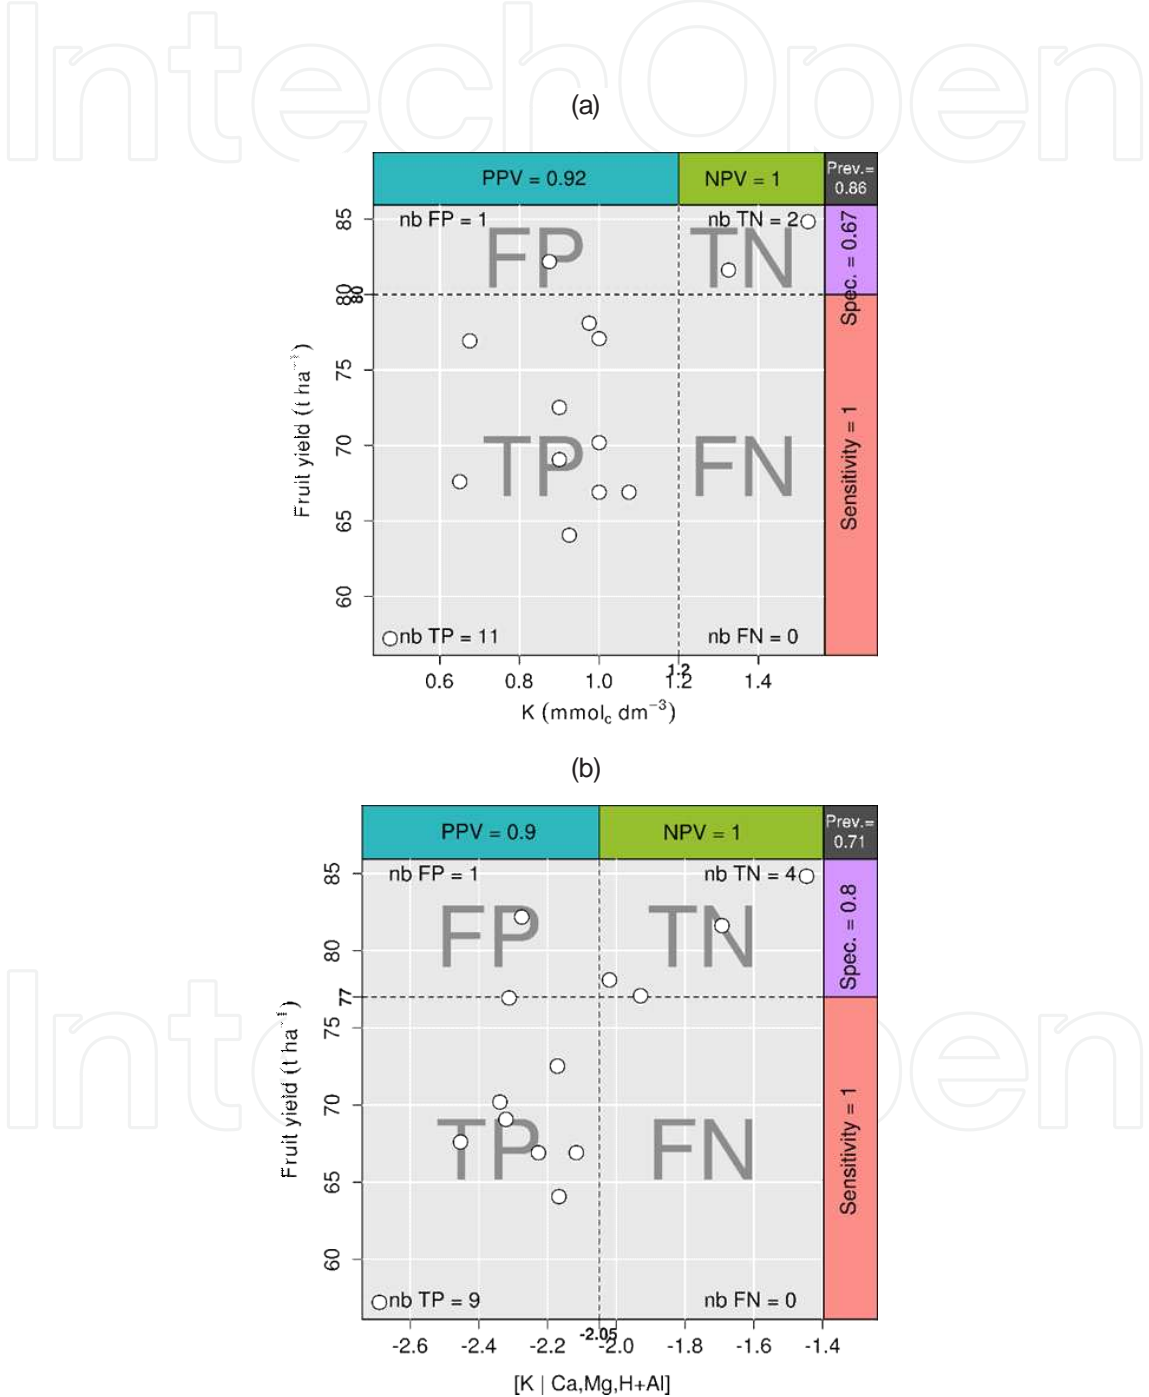 IntechOpen
(a)
PPV = 0.92
NPV = 1
Prev.=
0.86
nb FP = 1
nb TN = 2
FP
TN
Spec. = 0.67
85
80
80
75
70
65
60
Fruit yield (t ha⁻¹)
TP
FN
Sensitivity = 1
nb TP = 11
nb FN = 0
1.2
0.6 0.8 1.0 1.2 1.4
K (mmol_c dm⁻³)
(b)
PPV = 0.9
NPV = 1
Prev.=
0.71
nb FP = 1
nb TN = 4
FP
TN
Spec. = 0.8
85
80
77
75
70
65
60
Fruit yield (t ha⁻¹)
IntechOpen
TP
FN
Sensitivity = 1
nb TP = 9
nb FN = 0
-2.05
-2.6 -2.4 -2.2 -2.0 -1.8 -1.6 -1.4
[K | Ca,Mg,H+Al]